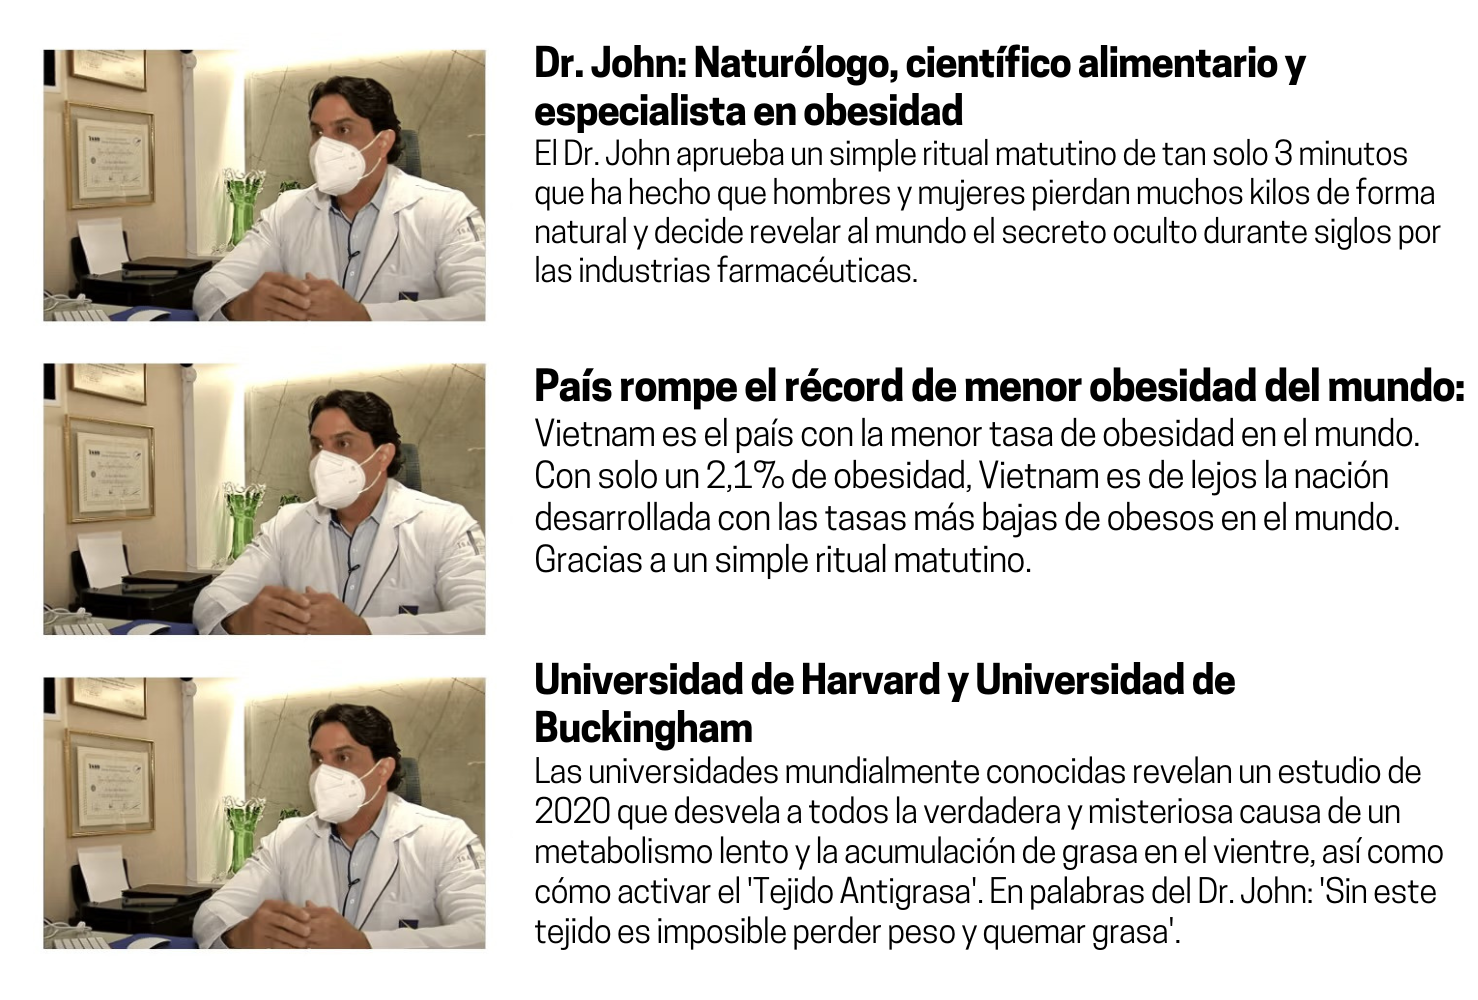 Dr. John: Naturólogo, científico alimentario y
especialista en obesidad
El Dr. John aprueba un simple ritual matutino de tan solo 3 minutos
que ha hecho que hombres y mujeres pierdan muchos kilos de forma
natural y decide revelar al mundo el secreto oculto durante siglos por
las industrias farmacéuticas.
País rompe el récord de menor obesidad del mundo:
Vietnam es el país con la menor tasa de obesidad en el mundo.
Con solo un 2,1% de obesidad, Vietnam es de lejos la nación
desarrollada con las tasas más bajas de obesos en el mundo.
Gracias a un simple ritual matutino.
Universidad de Harvard y Universidad de
Buckingham
Las universidades mundialmente conocidas revelan un estudio de
2020 que desvela a todos la verdadera y misteriosa causa de un
metabolismo lento y la acumulación de grasa en el vientre, así como
cómo activar el 'Tejido Antigrasa'. En palabras del Dr. John: 'Sin este
tejido es imposible perder peso y quemar grasa'.